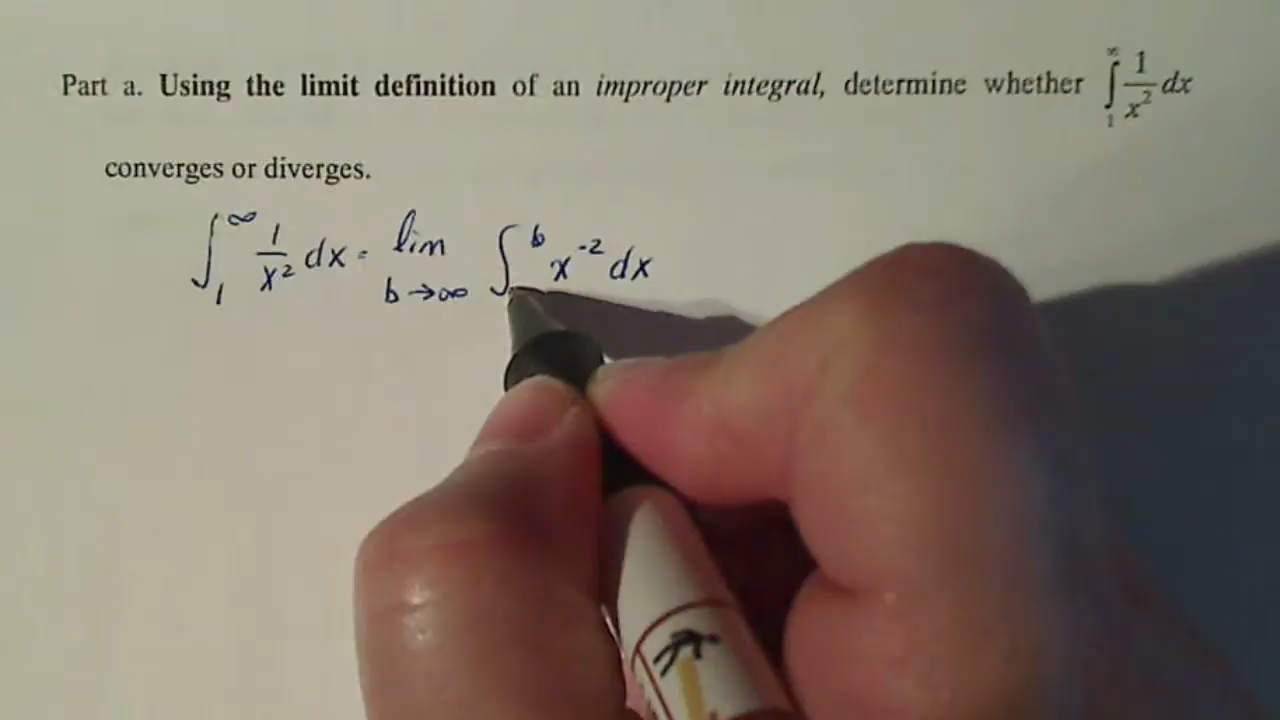 Part a. Using the limit definition of an improper integral, determine whether ∫₁^∞ 1/x² dx
converges or diverges.
∫₁^∞ 1/x² dx = lim b→∞ ∫^b x⁻² dx